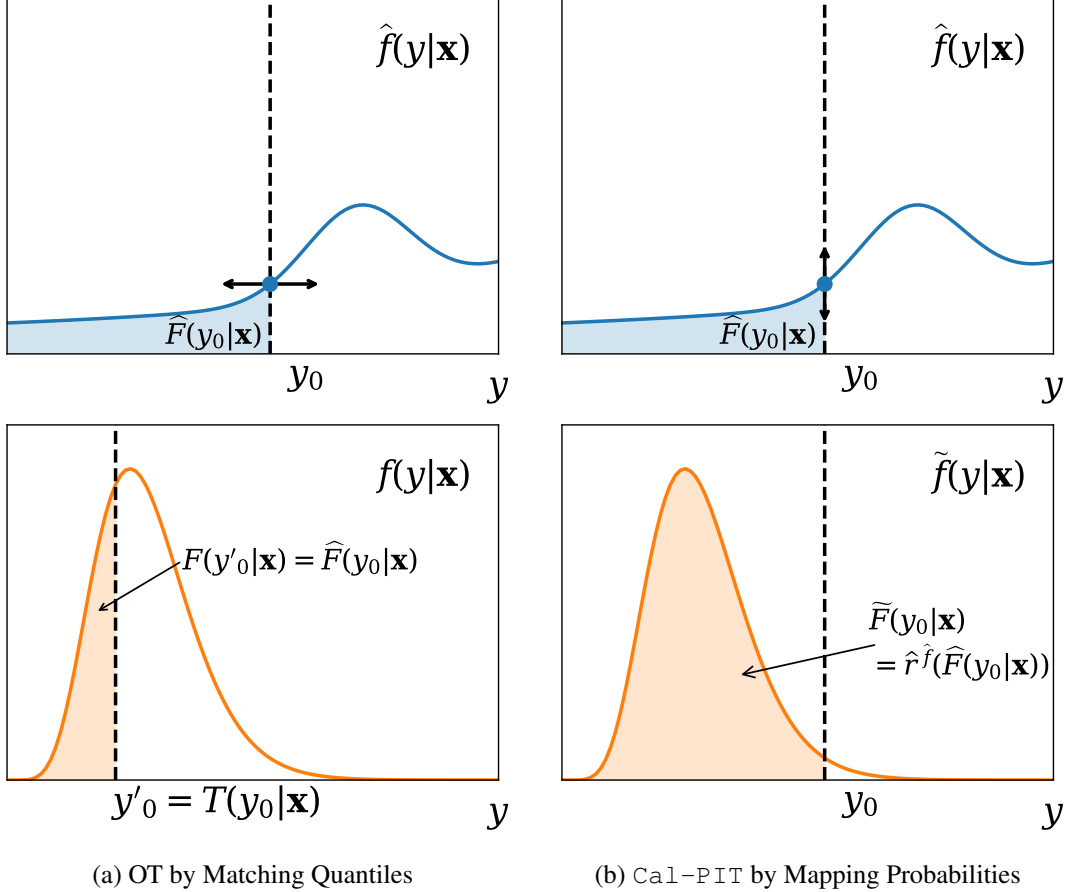 f̂(y|x)
F̂(y₀|x)
y₀
y
f̂(y|x)
F̂(y₀|x)
y₀
y
f(y|x)
F(y'₀|x) = F̂(y₀|x)
y'₀ = T(y₀|x)
y
f̃(y|x)
F̃(y₀|x)
= r̂^f̂(F̂(y₀|x))
y₀
y
(a) OT by Matching Quantiles
(b) Cal-PIT by Mapping Probabilities